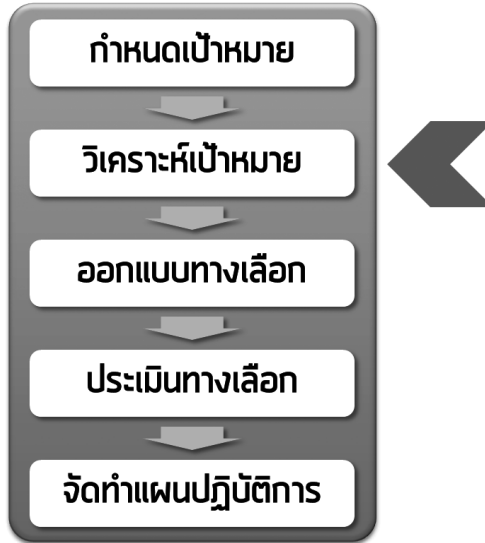 กำหนดเป้าหมาย
วิเคราะห์เป้าหมาย
ออกแบบทางเลือก
ประเมินทางเลือก
จัดทำแผนปฏิบัติการ